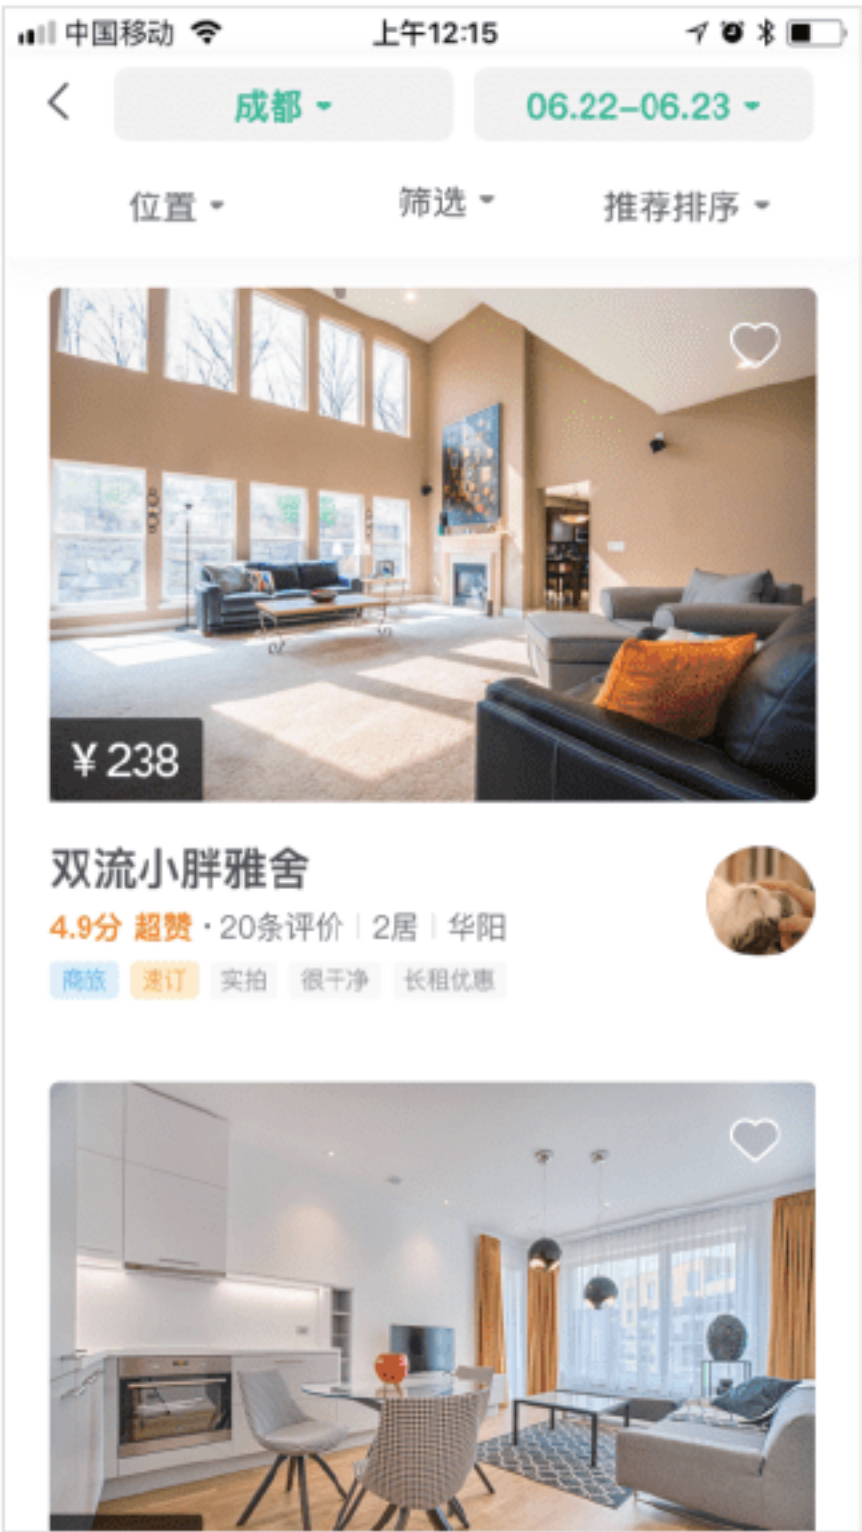 中国移动 上午12:15
成都 06.22-06.23
位置 筛选 推荐排序
¥238
双流小胖雅舍
4.9分 超赞·20条评价 | 2居 | 华阳
商旅 速订 实拍 很干净 长租优惠